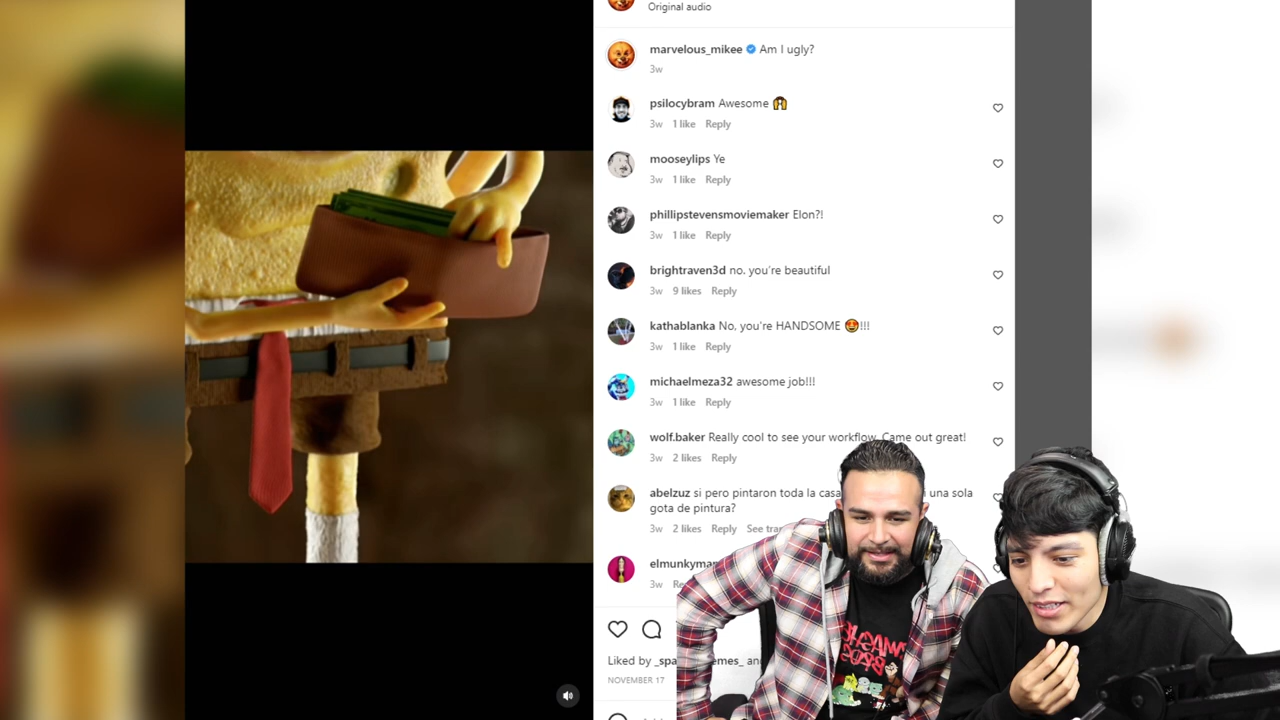 Original audio
marvelous_mikee Am I ugly?
3w
psilocybram Awesome
3w 1 like Reply
mooseylips Ye
3w 1 like Reply
phillipstevensmoviemaker Elon?!
3w 1 like Reply
brightraven3d no, you're beautiful
3w 9 likes Reply
kathablanka No, you're HANDSOME 😍!!!
3w 1 like Reply
michaelmeza32 awesome job!!!
3w 1 like Reply
wolf.baker Really cool to see your workflow. Came out great!
3w 2 likes Reply
abelzuz si pero pintaron toda la casa una sola
gota de pintura?
3w 2 likes Reply See
3w
Liked by
NOVEMBER 17